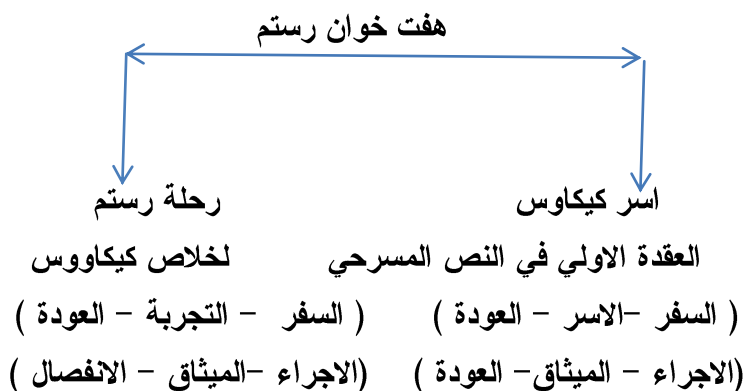 هفت خوان رستم
اسر كيكاوس
رحلة رستم
العقدة الاولي في النص المسرحي
لخلاص كيكاووس
( السفر –الاسر – العودة )
( السفر – التجربة – العودة )
(الاجراء – الميثاق– العودة )
(الاجراء –الميثاق – الانفصال )